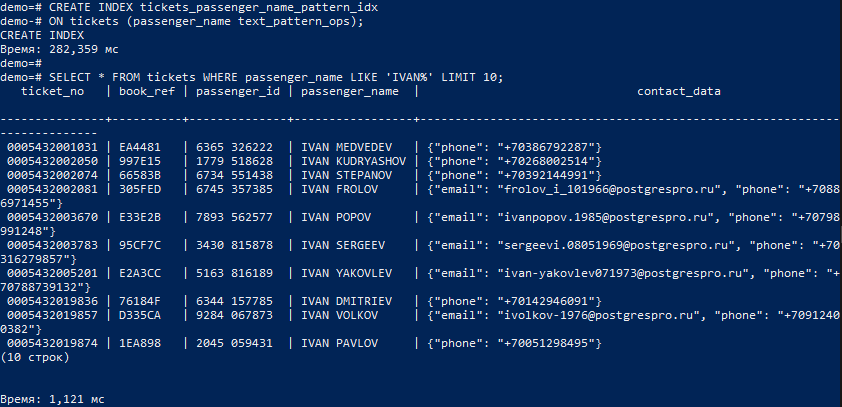 demo=# CREATE INDEX tickets_passenger_name_pattern_idx
demo-# ON tickets (passenger_name text_pattern_ops);
CREATE INDEX
Время: 282,359 мс
demo=#
demo=# SELECT * FROM tickets WHERE passenger_name LIKE 'IVAN%' LIMIT 10;
   ticket_no   | book_ref | passenger_id | passenger_name  |                            contact_data

---------------+----------+--------------+-----------------+--------------------------------------------------------
---------------
 0005432001031 | EA4481   | 6365 326222  | IVAN MEDVEDEV   | {"phone": "+70386792287"}
 0005432002050 | 997E15   | 1779 518628  | IVAN KUDRYASHOV | {"phone": "+70268002514"}
 0005432002074 | 66583B   | 6734 551438  | IVAN STEPANOV   | {"phone": "+70392144991"}
 0005432002081 | 305FED   | 6745 357385  | IVAN FROLOV     | {"email": "frolov_i_101966@postgrespro.ru", "phone": "+7088
6971455"}
 0005432003670 | E33E2B   | 7893 562577  | IVAN POPOV      | {"email": "ivanpopov.1985@postgrespro.ru", "phone": "+70798
991248"}
 0005432003783 | 95CF7C   | 3430 815878  | IVAN SERGEEV    | {"email": "sergeevi.08051969@postgrespro.ru", "phone": "+70
316279857"}
 0005432005201 | E2A3CC   | 5163 816189  | IVAN YAKOVLEV   | {"email": "ivan-yakovlev071973@postgrespro.ru", "phone": "+
70788739132"}
 0005432019836 | 76184F   | 6344 157785  | IVAN DMITRIEV   | {"phone": "+70142946091"}
 0005432019857 | D335CA   | 9284 067873  | IVAN VOLKOV     | {"email": "ivolkov-1976@postgrespro.ru", "phone": "+7091240
0382"}
 0005432019874 | 1EA898   | 2045 059431  | IVAN PAVLOV     | {"phone": "+70051298495"}
(10 строк)

Время: 1,121 мс